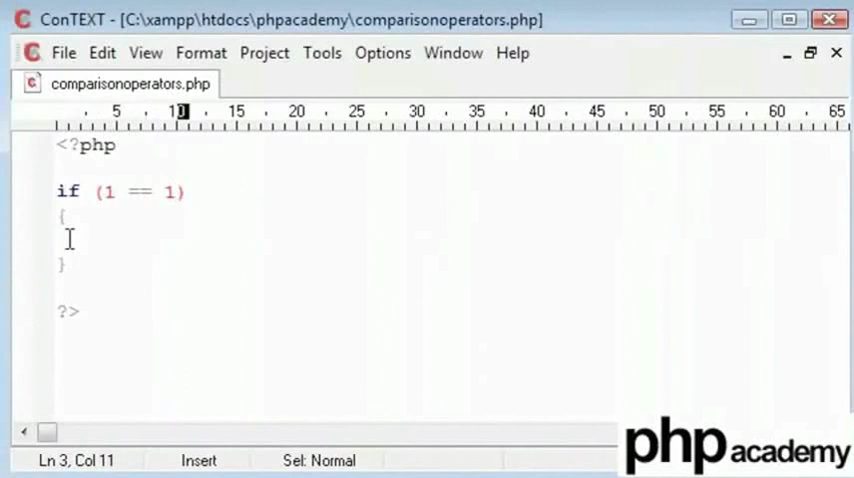 ConTEXT - [C:\xampp\htdocs\phpacademy\comparisonoperators.php]
File Edit View Format Project Tools Options Window Help
comparisonoperators.php
5 10 15 20 25 30 35 40 45 50 55 60 65
<?php
if (1 == 1)
{
}
?>
Ln 3, Col 11 Insert Sel: Normal
php academy